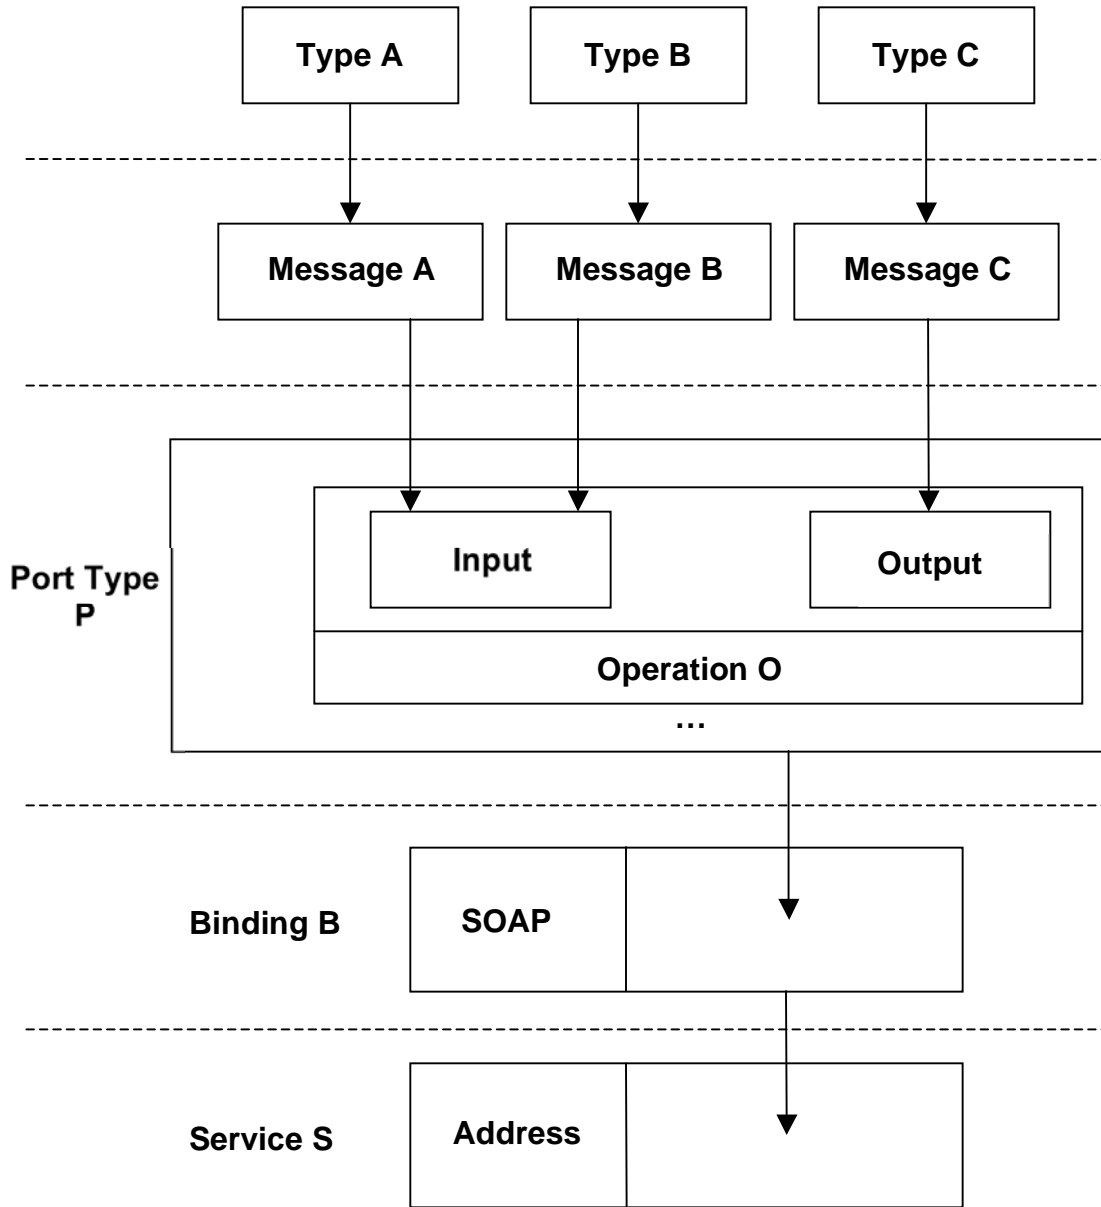 Type A
Type B
Type C
Message A
Message B
Message C
Port Type
P
Input
Output
Operation O
...
Binding B
SOAP
Service S
Address